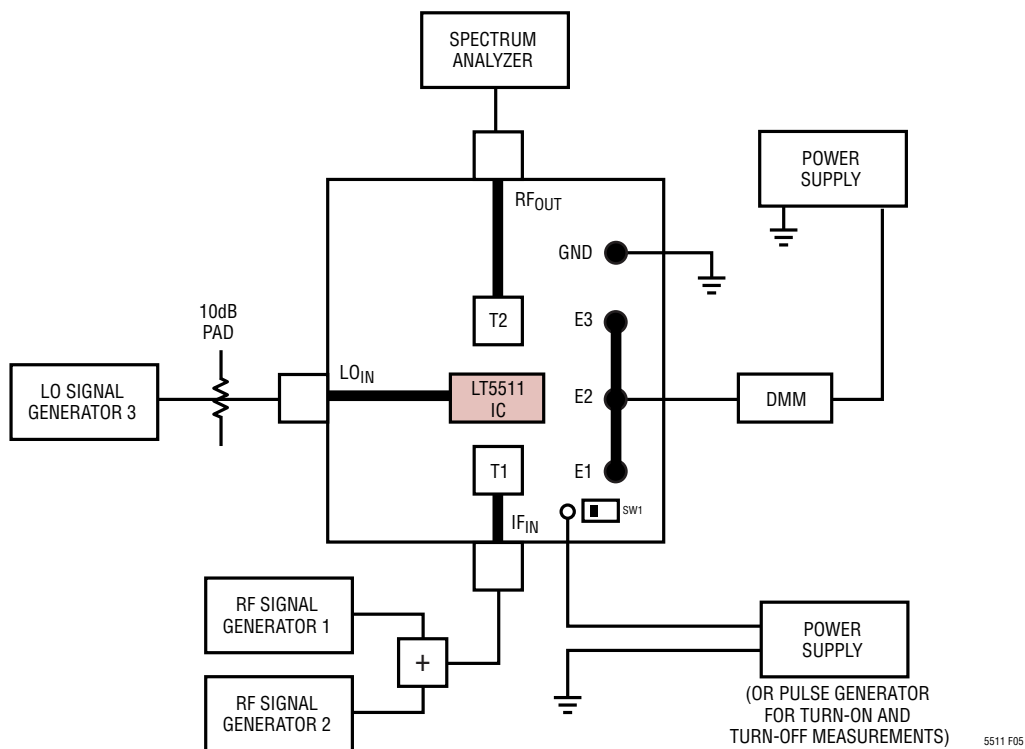 SPECTRUM
ANALYZER
POWER
SUPPLY
RFOUT
GND
10dB
PAD
T2
E3
LO SIGNAL
GENERATOR 3
LOIN
LT5511
IC
E2
DMM
T1
E1
SW1
IFIN
RF SIGNAL
GENERATOR 1
+
RF SIGNAL
GENERATOR 2
POWER
SUPPLY
(OR PULSE GENERATOR
FOR TURN-ON AND
TURN-OFF MEASUREMENTS)
5511 F05